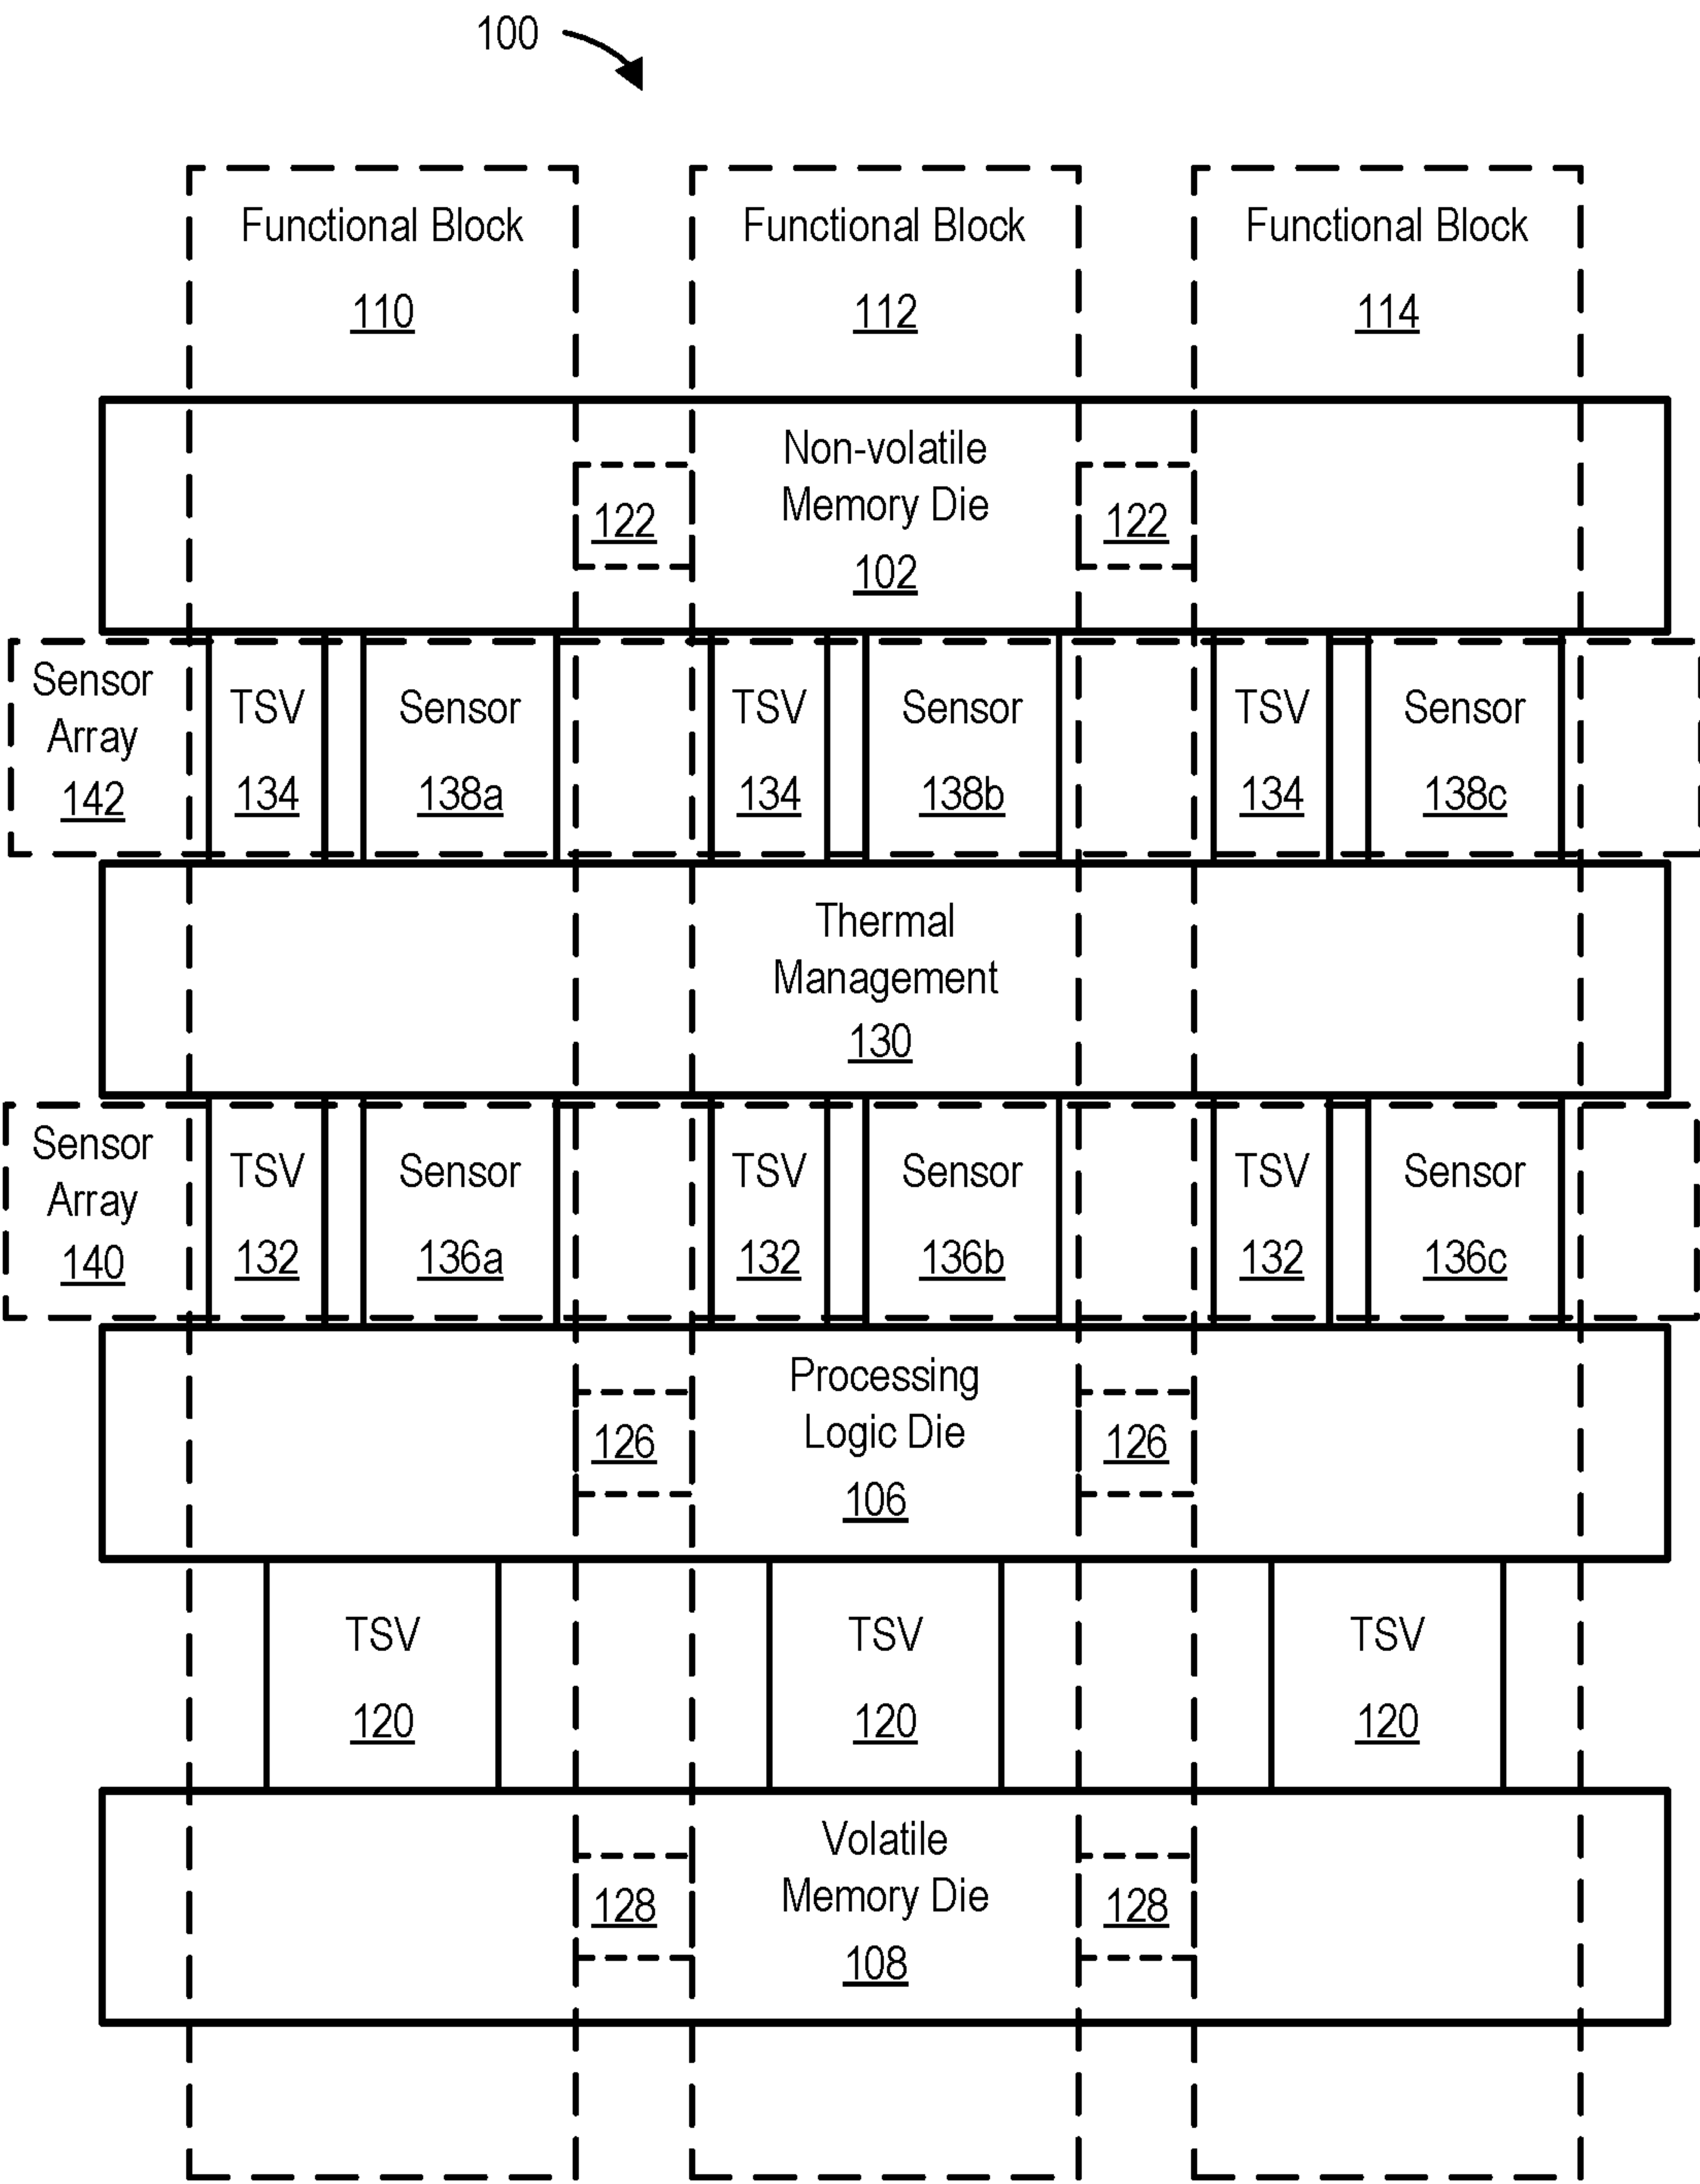 100
Functional Block Functional Block Functional Block
110 112 114
Non-volatile
Memory Die
122 122
102
Sensor
Array
142
TSV Sensor TSV Sensor TSV Sensor
134 138a 134 138b 134 138c
Thermal
Management
130
Sensor
Array
140
TSV Sensor TSV Sensor TSV Sensor
132 136a 132 136b 132 136c
Processing
Logic Die
126 126
106
TSV TSV TSV
120 120 120
Volatile
Memory Die
128 128
108